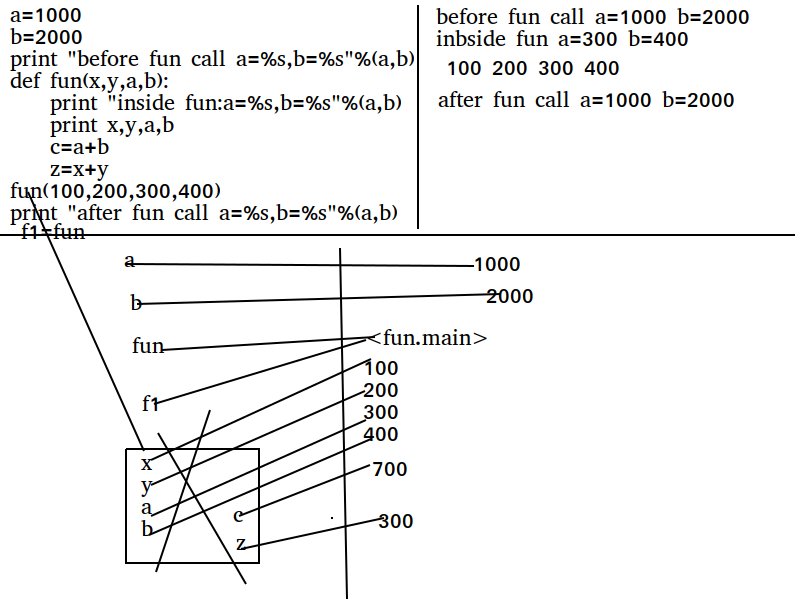 a=1000
b=2000
print "before fun call a=%s,b=%s"%(a,b)
def fun(x,y,a,b):
print "inside fun:a=%s,b=%s"%(a,b)
print x,y,a,b
c=a+b
z=x+y
fun(100,200,300,400)
print "after fun call a=%s,b=%s"%(a,b)
f1=fun
before fun call a=1000 b=2000
inbside fun a=300 b=400
100 200 300 400
after fun call a=1000 b=2000
a 1000
b 2000
fun <fun.main>
f1
100
200
300
400
x
y
a
b
c 700
z 300